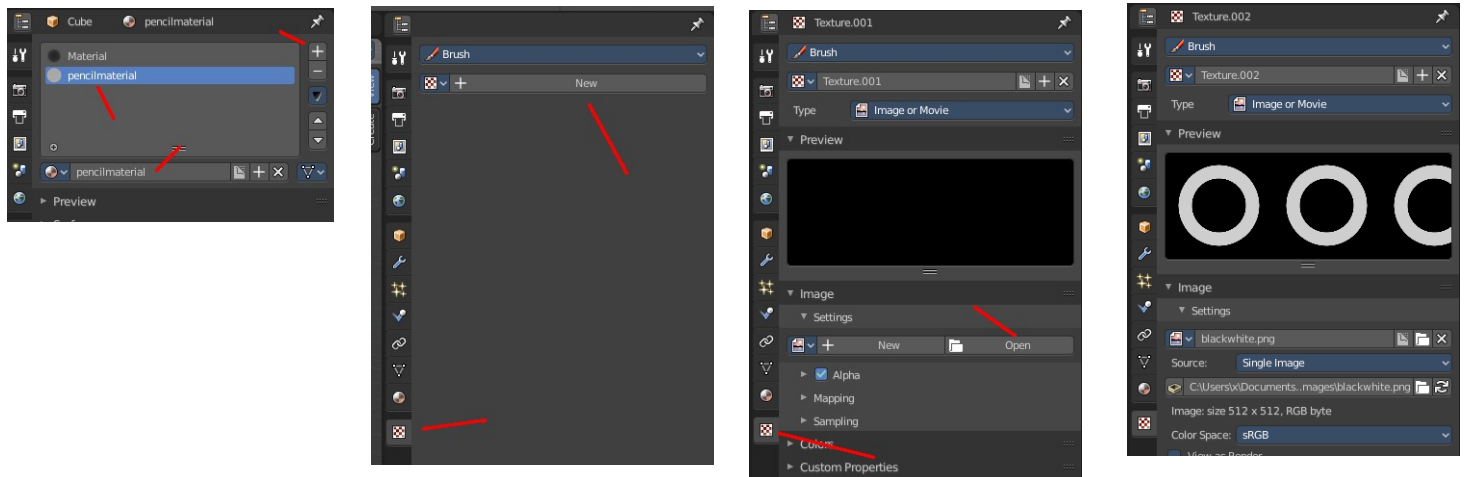 Cube pencilmaterial
Material
pencilmaterial
pencilmaterial
Preview
Brush
New
View
Create
Texture.001
Brush
Texture.001
Type Image or Movie
Preview
Image
Settings
New Open
Alpha
Mapping
Sampling
Colors
Custom Properties
Texture.002
Brush
Texture.002
Type Image or Movie
Preview
Image
Settings
blackwhite.png
Source: Single Image
C:\Users\x\Documents..mages\blackwhite.png
Image: size 512 x 512, RGB byte
Color Space: sRGB
View as Render